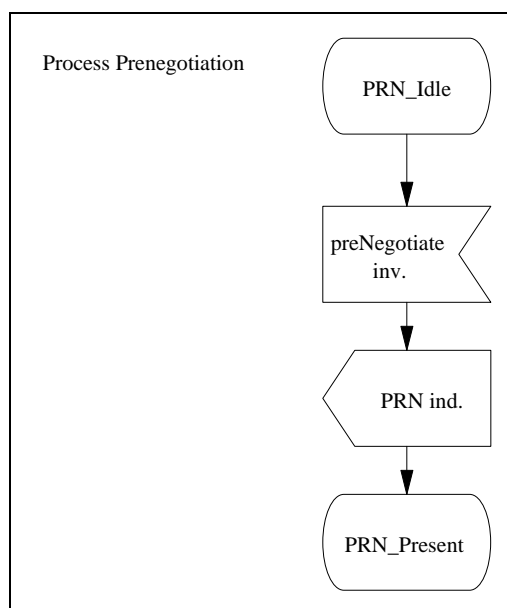 Process Prenegotiation
PRN_Idle
preNegotiate
inv.
PRN ind.
PRN_Present